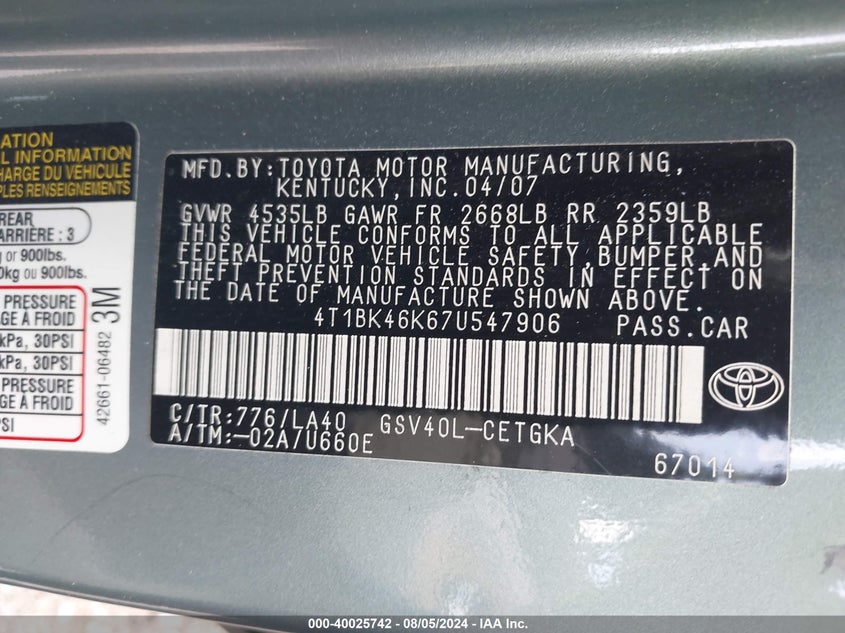 ATION
L INFORMATION
CHARGE DU VÉHICULE
PLES RENSEIGNEMENTS
REAR
ARRIÈRE : 3
g or 900lbs.
0kg ou 900lbs.
PRESSURE
AGE À FROID
kPa, 30PSI
kPa, 30PSI
PRESSURE
AGE À FROID
PSI
42661-06482 3M
MFD.BY:TOYOTA MOTOR MANUFACTURING,
KENTUCKY,INC.04/07
GVWR 4535LB GAWR FR 2668LB RR 2359LB
THIS VEHICLE CONFORMS TO ALL APPLICABLE
FEDERAL MOTOR VEHICLE SAFETY,BUMPER,AND
THEFT PREVENTION STANDARDS IN EFFECT ON
THE DATE OF MANUFACTURE SHOWN ABOVE.
4T1BK46K67U547906 PASS.CAR
C/TR:776/LA40 GSV40L-CETGKA
A/TM:-02A/U660E
67014
000-40025742 - 08/05/2024 - IAA Inc.